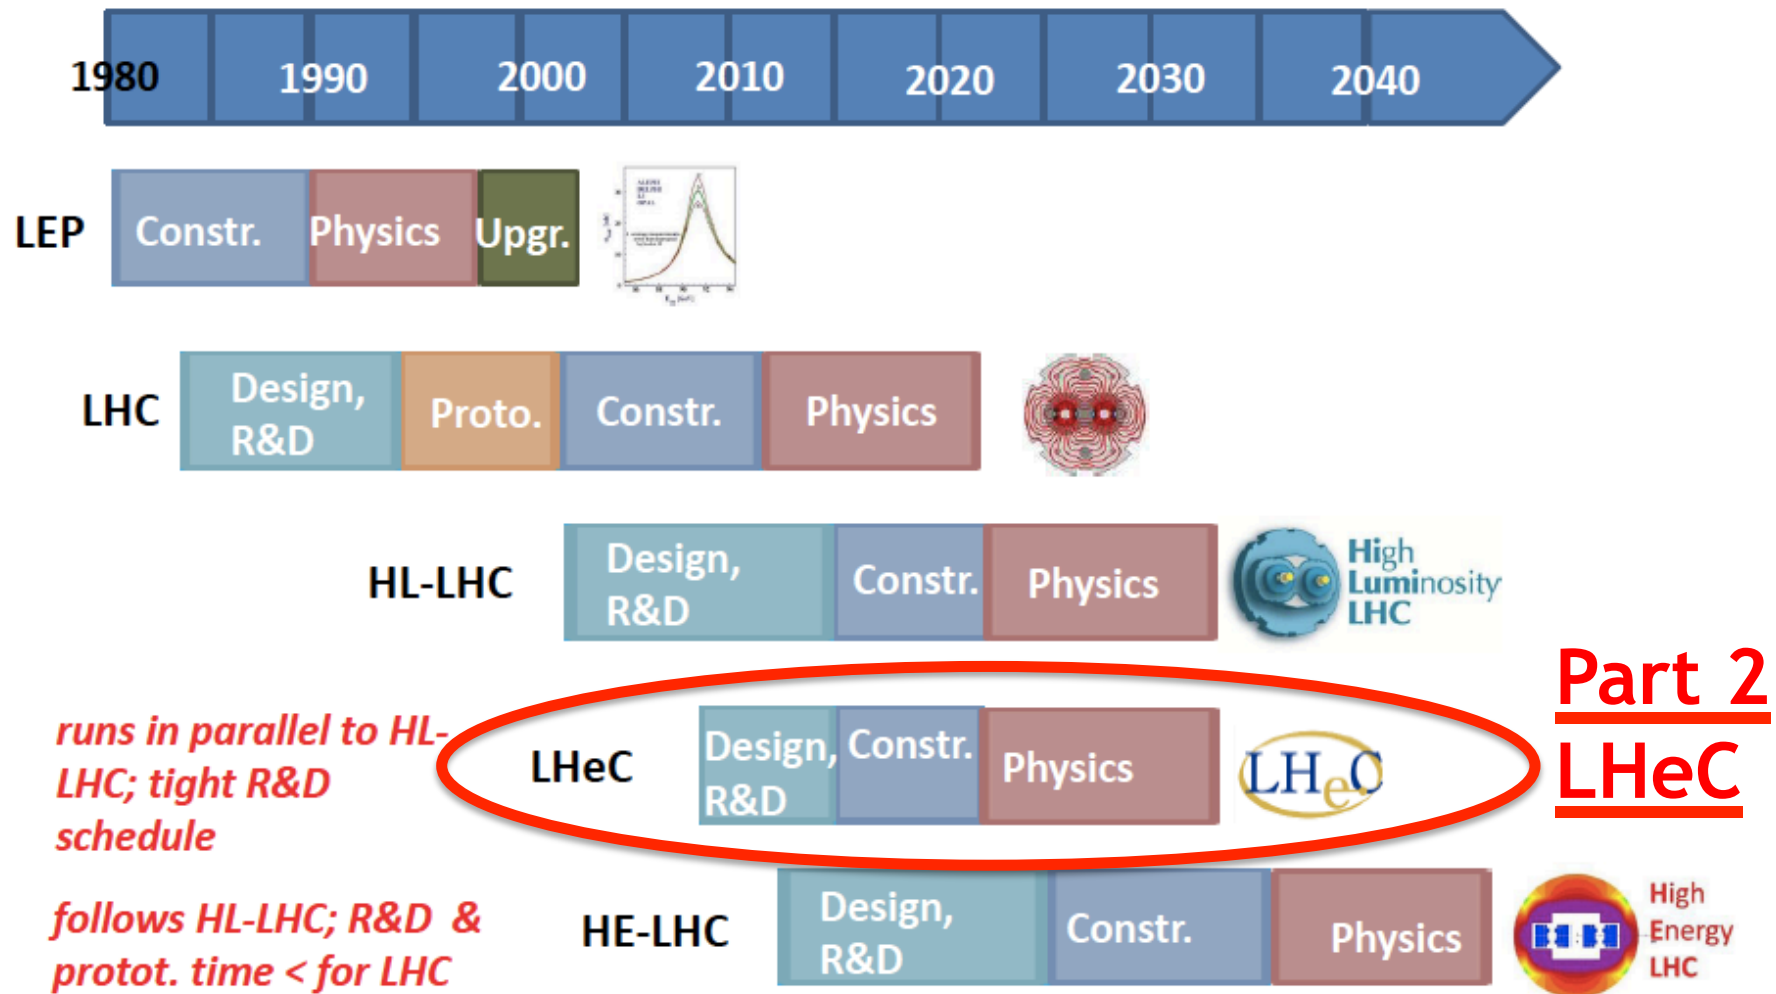 1980 1990 2000 2010 2020 2030 2040
LEP Constr. Physics Upgr.
LHC Design,
R&D Proto. Constr. Physics
HL-LHC Design,
R&D Constr. Physics
High
Luminosity
LHC
Part 2
LHeC
runs in parallel to HL-
LHC; tight R&D
schedule
LHeC Design,
R&D Constr. Physics
LHeC
follows HL-LHC; R&D &
protot. time < for LHC
HE-LHC Design,
R&D Constr. Physics
High
Energy
LHC